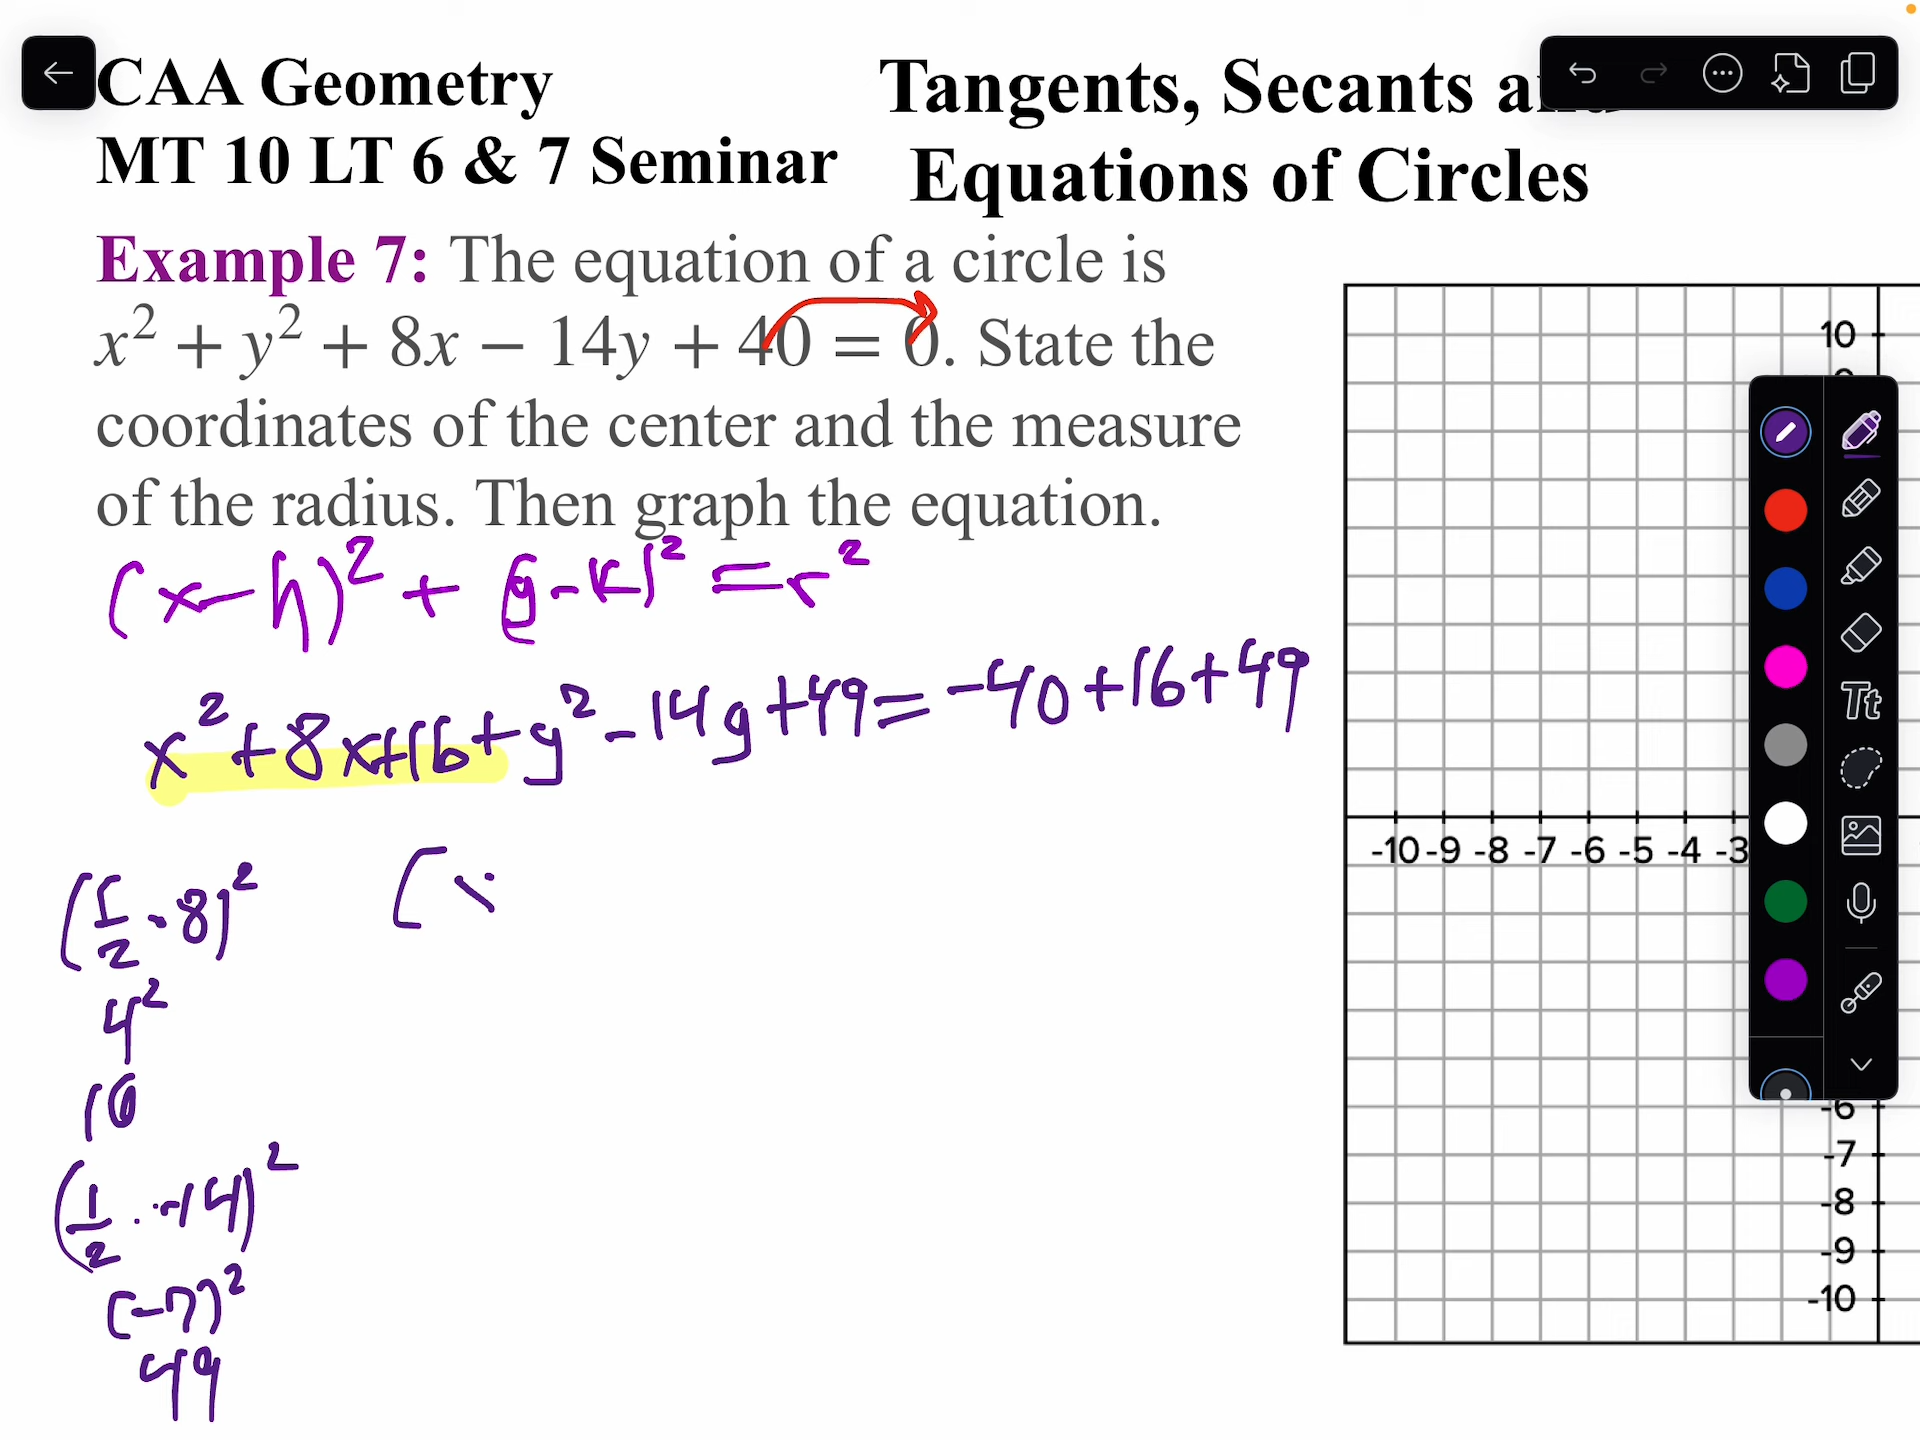 CAA Geometry
MT 10 LT 6 & 7 Seminar
Tangents, Secants
Equations of Circles
Example 7: The equation of a circle is
x² + y² + 8x − 14y + 40 = 0. State the
coordinates of the center and the measure
of the radius. Then graph the equation.
(x-h)² + (y-k)² = r²
x² + 8x + 16 + y² - 14y + 49 = -40 + 16 + 49
(1/2 · 8)²
4²
16
(1/2 · -14)²
(-7)²
49
(
10
-10 -9 -8 -7 -6 -5 -4 -3
-6
-7
-8
-9
-10
Tt